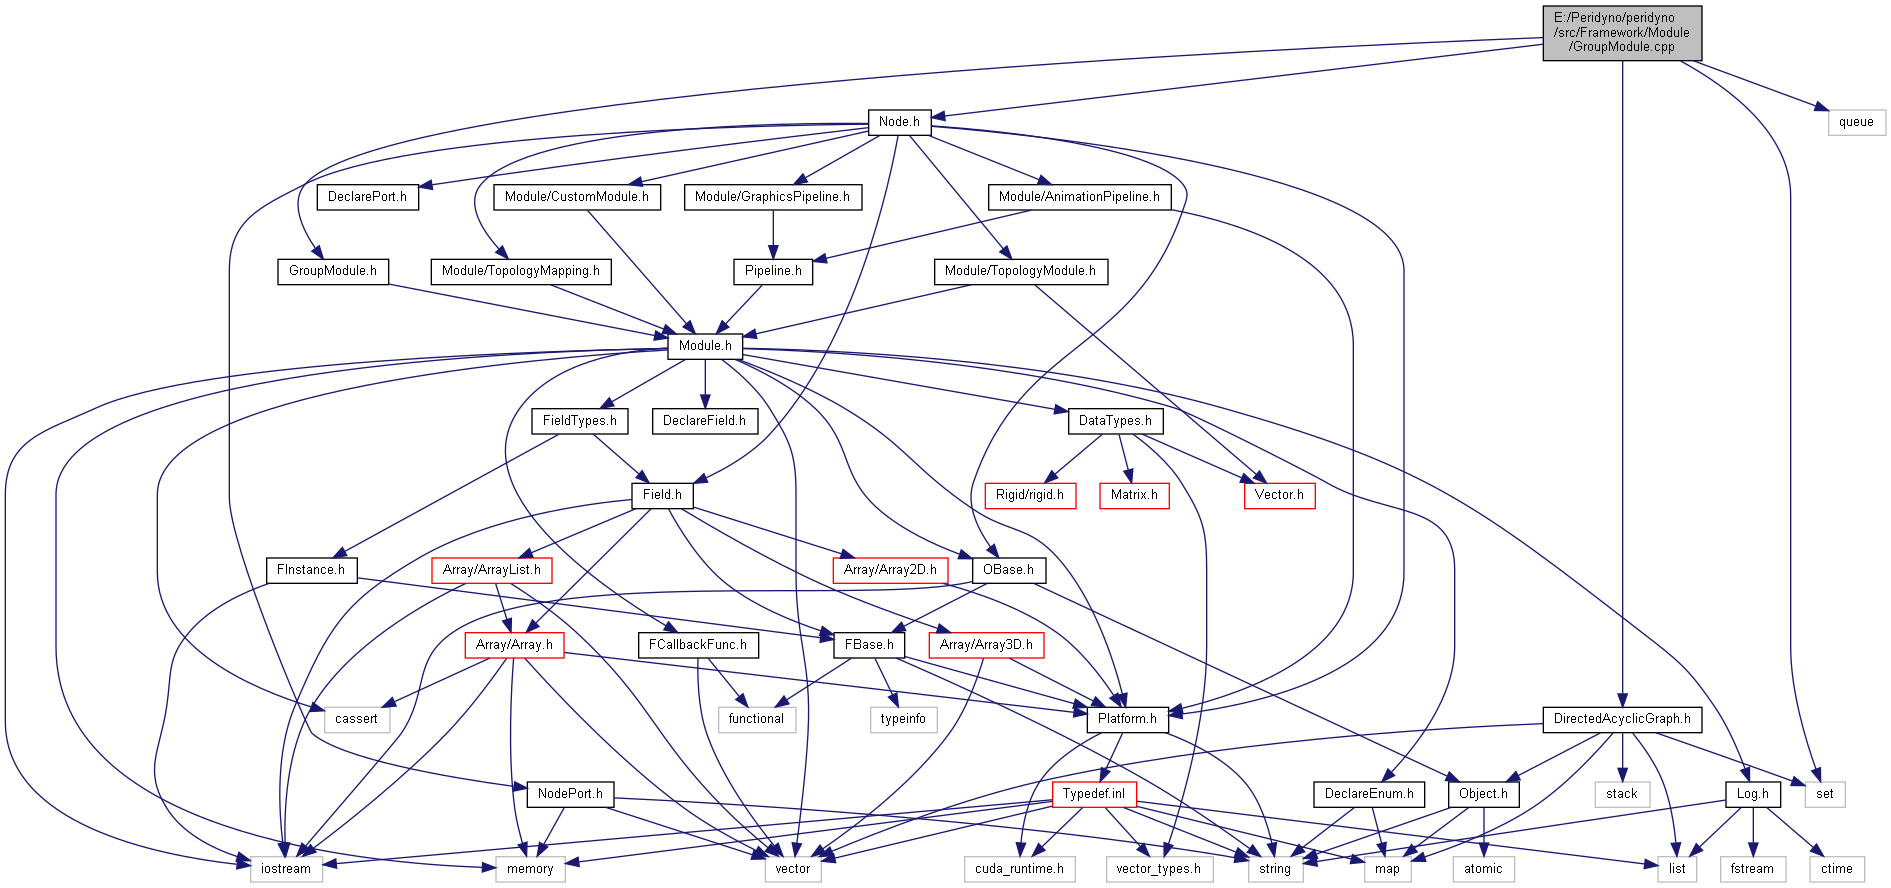 E:/Peridyno/peridyno
/src/Framework/Module
/GroupModule.cpp
Node.h
queue
DeclarePort.h
Module/CustomModule.h
Module/GraphicsPipeline.h
Module/AnimationPipeline.h
GroupModule.h
Module/TopologyMapping.h
Pipeline.h
Module/TopologyModule.h
Module.h
FieldTypes.h
DeclareField.h
DataTypes.h
Field.h
Rigid/rigid.h
Matrix.h
Vector.h
FInstance.h
Array/ArrayList.h
Array/Array2D.h
OBase.h
Array/Array.h
FCallbackFunc.h
FBase.h
Array/Array3D.h
cassert
functional
typeinfo
Platform.h
DirectedAcyclicGraph.h
NodePort.h
Typedef.inl
DeclareEnum.h
Object.h
stack
Log.h
set
iostream
memory
vector
cuda_runtime.h
vector_types.h
string
map
atomic
list
fstream
ctime